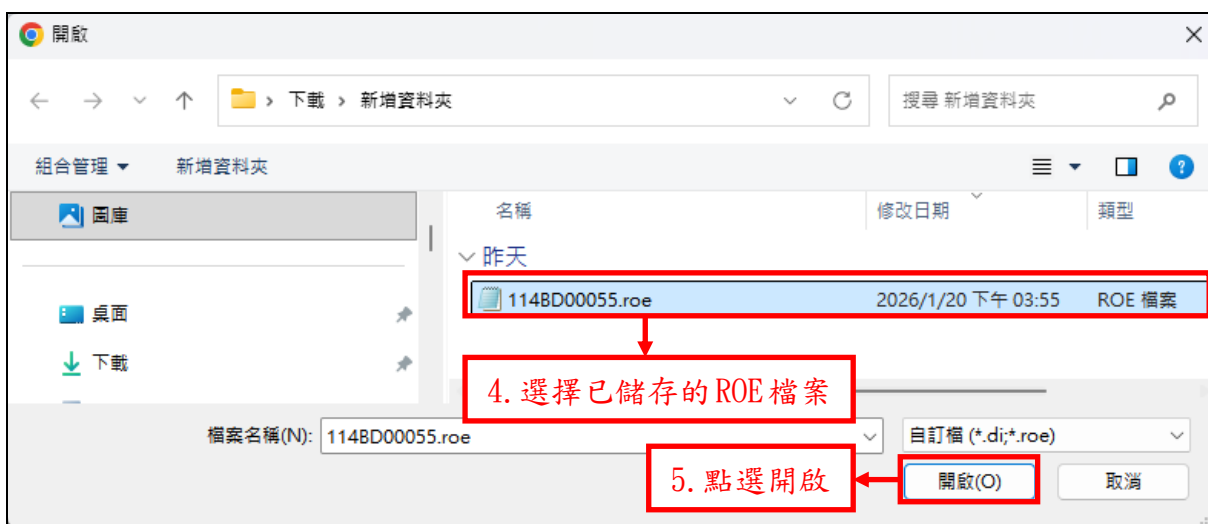 開啟
下載 › 新增資料夾
搜尋 新增資料夾
組合管理
新增資料夾
圖庫
名稱
修改日期
類型
昨天
114BD00055.roe
2026/1/20 下午 03:55
ROE 檔案
桌面
下載
4.選擇已儲存的ROE檔案
檔案名稱(N):
114BD00055.roe
自訂檔 (*.di;*.roe)
5.點選開啟
開啟(O)
取消